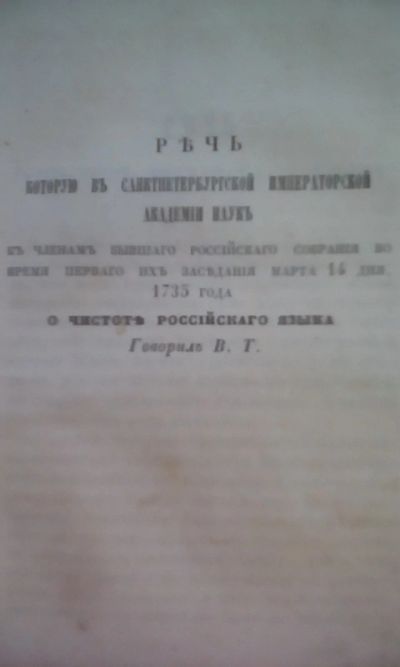 РѢЧЬ
КОТОРУЮ ВЪ САНКТПЕТЕРБУРГСКОЙ ИМПЕРАТОРСКОЙ
АКАДЕМІИ НАУКЪ
КЪ ЧЛЕНАМЪ БЫВШАГО РОССІЙСКАГО СОБРАНІЯ ВО
ВРЕМЯ ПЕРВАГО ИХЪ ЗАСѢДАНІЯ МАРТА 14 ДНЯ
1735 ГОДА
О ЧИСТОТѢ РОССІЙСКАГО ЯЗЫКА
Говорилъ В. Т.